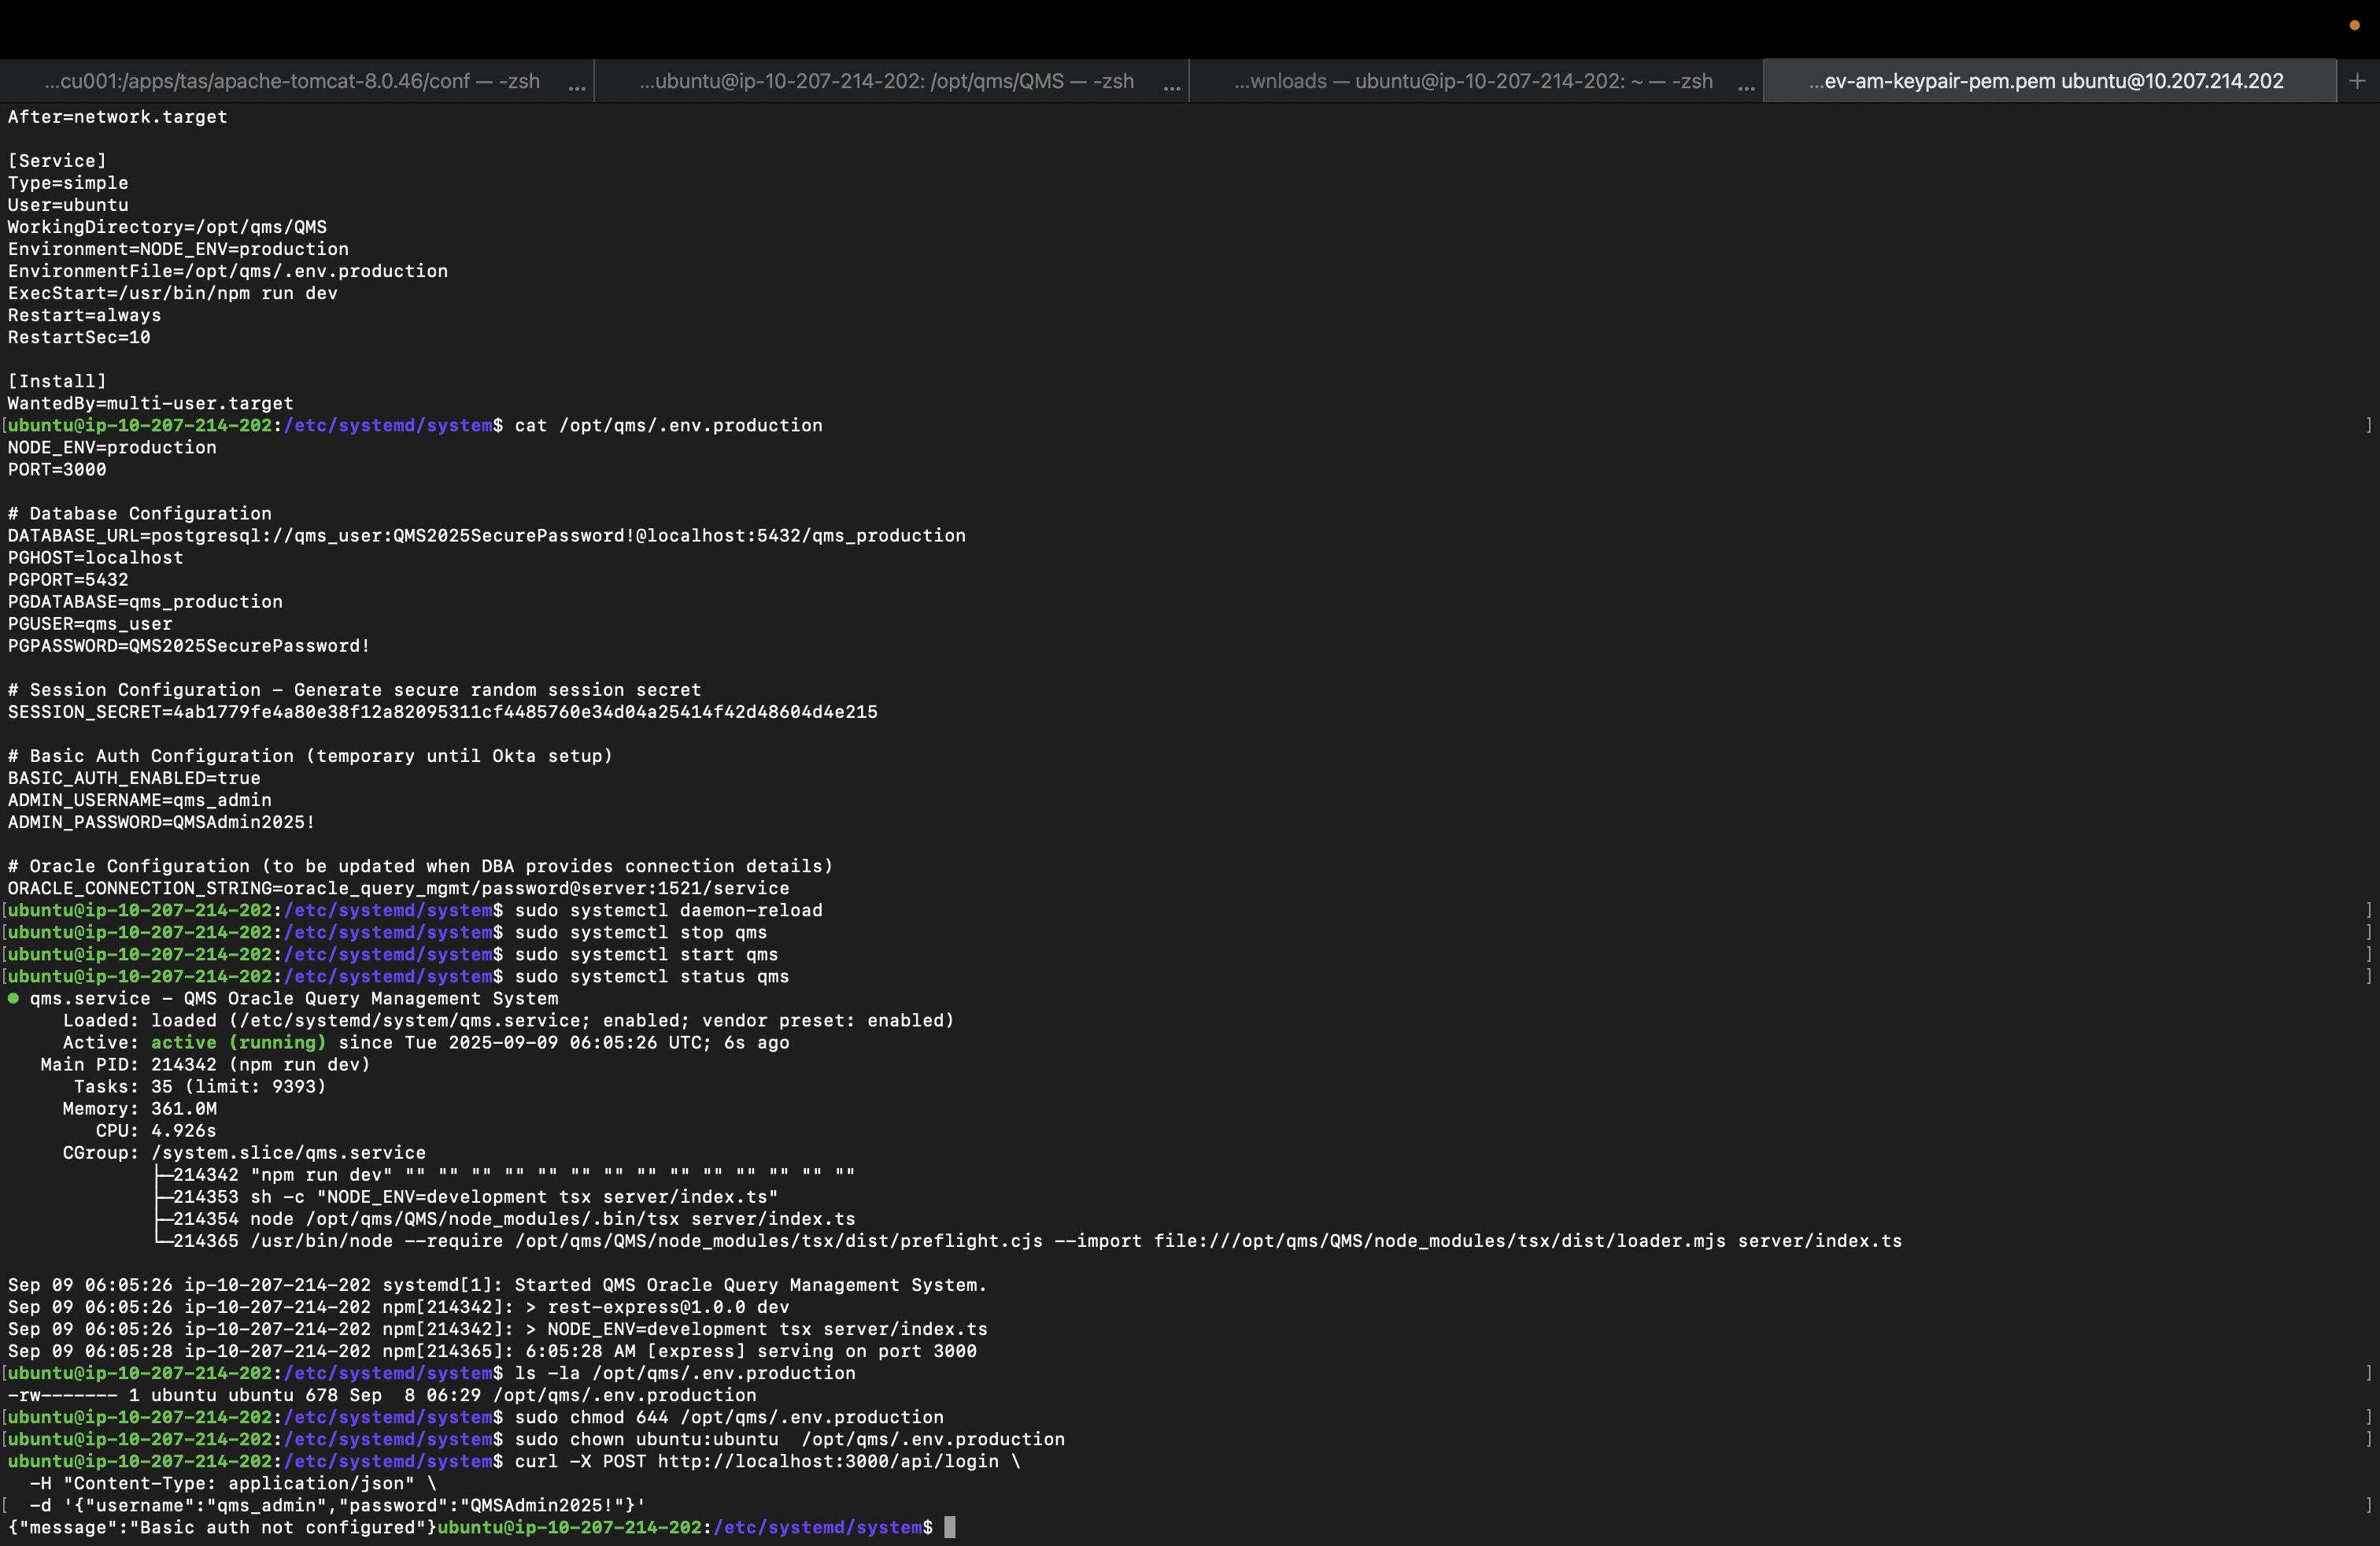 ...cu001:/apps/tas/apache-tomcat-8.0.46/conf — -zsh ... ...ubuntu@ip-10-207-214-202: /opt/qms/QMS — -zsh ... ...wnloads — ubuntu@ip-10-207-214-202: ~ — -zsh ... ...ev-am-keypair-pem.pem ubuntu@10.207.214.202 +
After=network.target

[Service]
Type=simple
User=ubuntu
WorkingDirectory=/opt/qms/QMS
Environment=NODE_ENV=production
EnvironmentFile=/opt/qms/.env.production
ExecStart=/usr/bin/npm run dev
Restart=always
RestartSec=10

[Install]
WantedBy=multi-user.target
[ubuntu@ip-10-207-214-202:/etc/systemd/system$ cat /opt/qms/.env.production ]
NODE_ENV=production
PORT=3000

# Database Configuration
DATABASE_URL=postgresql://qms_user:QMS2025SecurePassword!@localhost:5432/qms_production
PGHOST=localhost
PGPORT=5432
PGDATABASE=qms_production
PGUSER=qms_user
PGPASSWORD=QMS2025SecurePassword!

# Session Configuration - Generate secure random session secret
SESSION_SECRET=4ab1779fe4a80e38f12a82095311cf4485760e34d04a25414f42d48604d4e215

# Basic Auth Configuration (temporary until Okta setup)
BASIC_AUTH_ENABLED=true
ADMIN_USERNAME=qms_admin
ADMIN_PASSWORD=QMSAdmin2025!

# Oracle Configuration (to be updated when DBA provides connection details)
ORACLE_CONNECTION_STRING=oracle_query_mgmt/password@server:1521/service
[ubuntu@ip-10-207-214-202:/etc/systemd/system$ sudo systemctl daemon-reload ]
[ubuntu@ip-10-207-214-202:/etc/systemd/system$ sudo systemctl stop qms ]
[ubuntu@ip-10-207-214-202:/etc/systemd/system$ sudo systemctl start qms ]
[ubuntu@ip-10-207-214-202:/etc/systemd/system$ sudo systemctl status qms ]
● qms.service - QMS Oracle Query Management System
     Loaded: loaded (/etc/systemd/system/qms.service; enabled; vendor preset: enabled)
     Active: active (running) since Tue 2025-09-09 06:05:26 UTC; 6s ago
   Main PID: 214342 (npm run dev)
      Tasks: 35 (limit: 9393)
     Memory: 361.0M
        CPU: 4.926s
     CGroup: /system.slice/qms.service
             ├─214342 "npm run dev" "" "" "" "" "" "" "" "" "" "" "" "" "" ""
             ├─214353 sh -c "NODE_ENV=development tsx server/index.ts"
             ├─214354 node /opt/qms/QMS/node_modules/.bin/tsx server/index.ts
             └─214365 /usr/bin/node --require /opt/qms/QMS/node_modules/tsx/dist/preflight.cjs --import file:///opt/qms/QMS/node_modules/tsx/dist/loader.mjs server/index.ts

Sep 09 06:05:26 ip-10-207-214-202 systemd[1]: Started QMS Oracle Query Management System.
Sep 09 06:05:26 ip-10-207-214-202 npm[214342]: > rest-express@1.0.0 dev
Sep 09 06:05:26 ip-10-207-214-202 npm[214342]: > NODE_ENV=development tsx server/index.ts
Sep 09 06:05:28 ip-10-207-214-202 npm[214365]: 6:05:28 AM [express] serving on port 3000
[ubuntu@ip-10-207-214-202:/etc/systemd/system$ ls -la /opt/qms/.env.production ]
-rw------- 1 ubuntu ubuntu 678 Sep  8 06:29 /opt/qms/.env.production
[ubuntu@ip-10-207-214-202:/etc/systemd/system$ sudo chmod 644 /opt/qms/.env.production ]
[ubuntu@ip-10-207-214-202:/etc/systemd/system$ sudo chown ubuntu:ubuntu  /opt/qms/.env.production ]
ubuntu@ip-10-207-214-202:/etc/systemd/system$ curl -X POST http://localhost:3000/api/login \
  -H "Content-Type: application/json" \
[  -d '{"username":"qms_admin","password":"QMSAdmin2025!"}' ]
{"message":"Basic auth not configured"}ubuntu@ip-10-207-214-202:/etc/systemd/system$